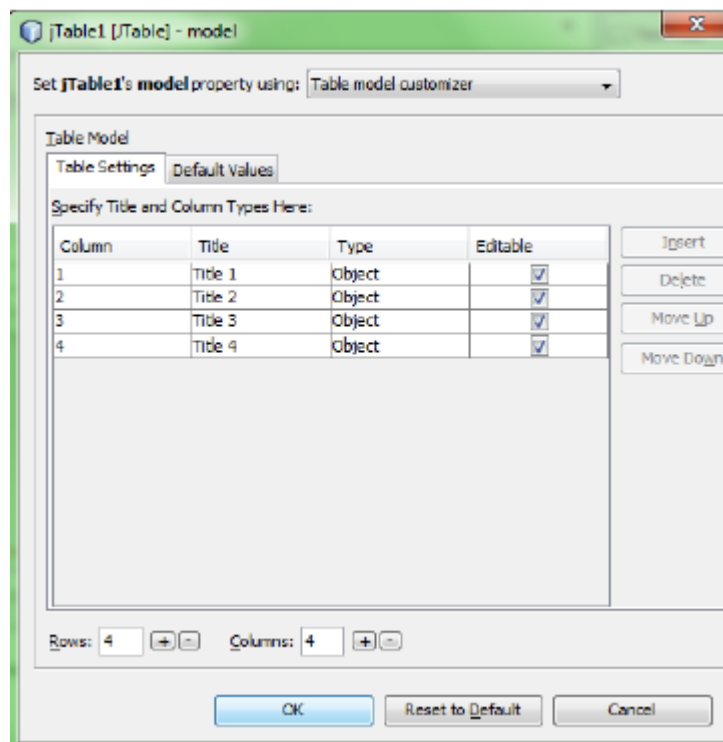 jTable1 [JTable] - model
Set jTable1's model property using: Table model customizer
Table Model
Table Settings Default Values
Specify Title and Column Types Here:
Column Title Type Editable
1 Title 1 Object
2 Title 2 Object
3 Title 3 Object
4 Title 4 Object
Insert
Delete
Move Up
Move Down
Rows: 4 + - Columns: 4 + -
OK Reset to Default Cancel